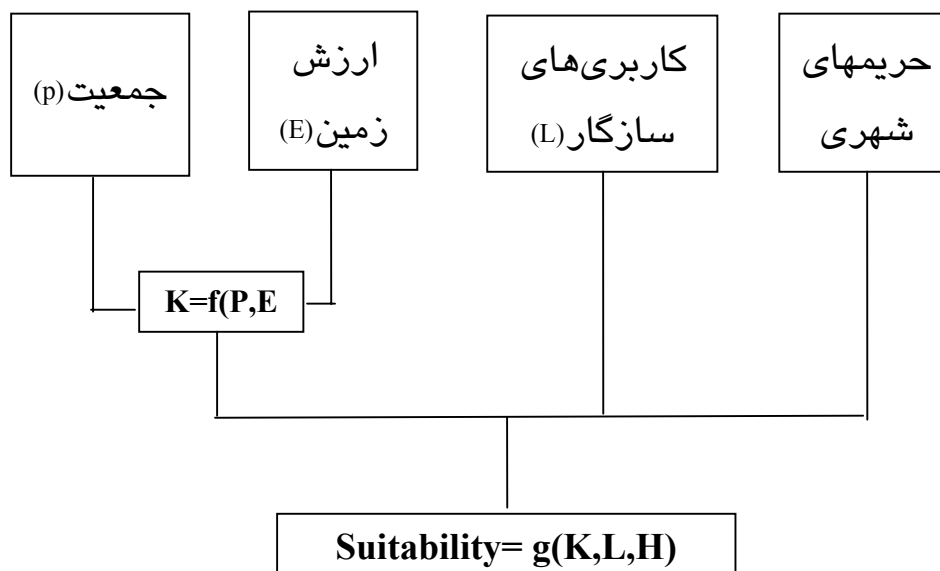 حریمهای
شهری
کاربری‌های
سازگار(L)
ارزش
زمین(E)
جمعیت(p)
K=f(P,E
Suitability= g(K,L,H)